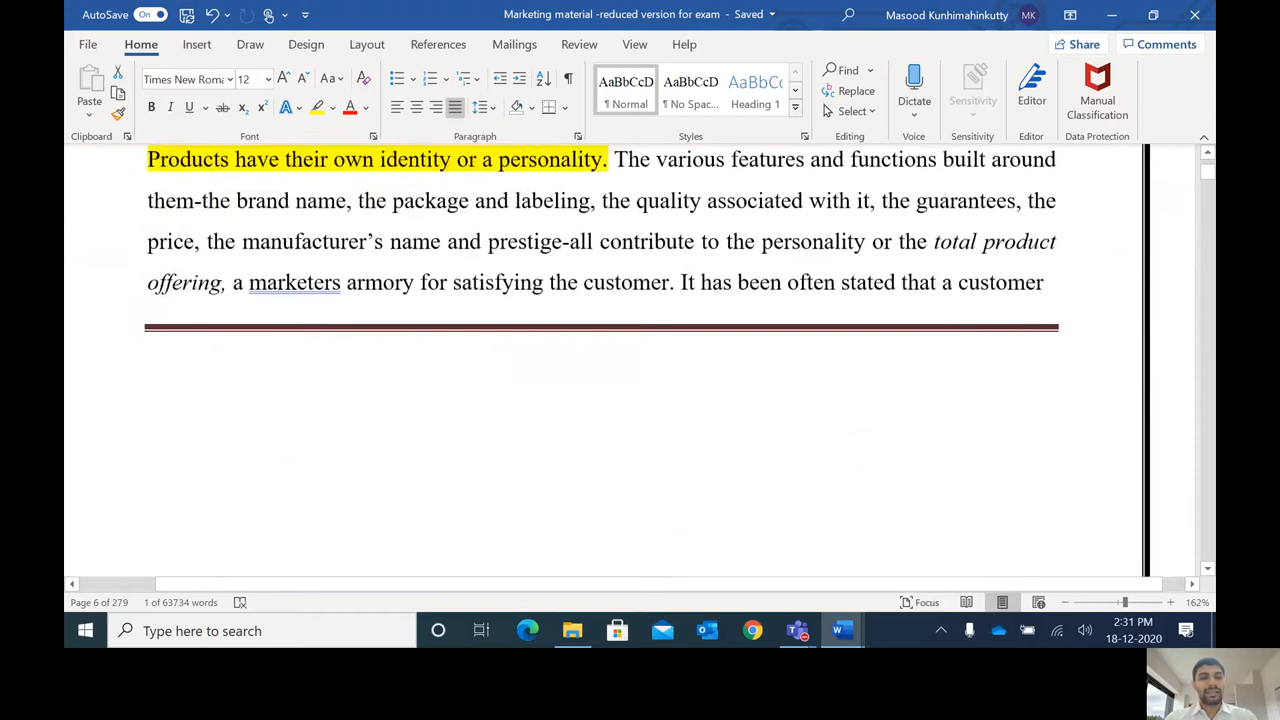 AutoSave On Marketing material -reduced version for exam - Saved Masood Kunhimahinkutty MK
File Home Insert Draw Design Layout References Mailings Review View Help Share Comments
Times New Roma 12 Aa Find
Paste AaBbCcD AaBbCcD AaBbCc Replace Dictate Sensitivity Editor Manual Classification
B I U ab x₂ x² A A ¶ Normal ¶ No Spac... Heading 1 Select
Clipboard Font Paragraph Styles Editing Voice Sensitivity Editor Data Protection
Products have their own identity or a personality. The various features and functions built around
them-the brand name, the package and labeling, the quality associated with it, the guarantees, the
price, the manufacturer’s name and prestige-all contribute to the personality or the total product
offering, a marketers armory for satisfying the customer. It has been often stated that a customer
Page 6 of 279 1 of 63734 words Focus 162%
Type here to search 2:31 PM
18-12-2020